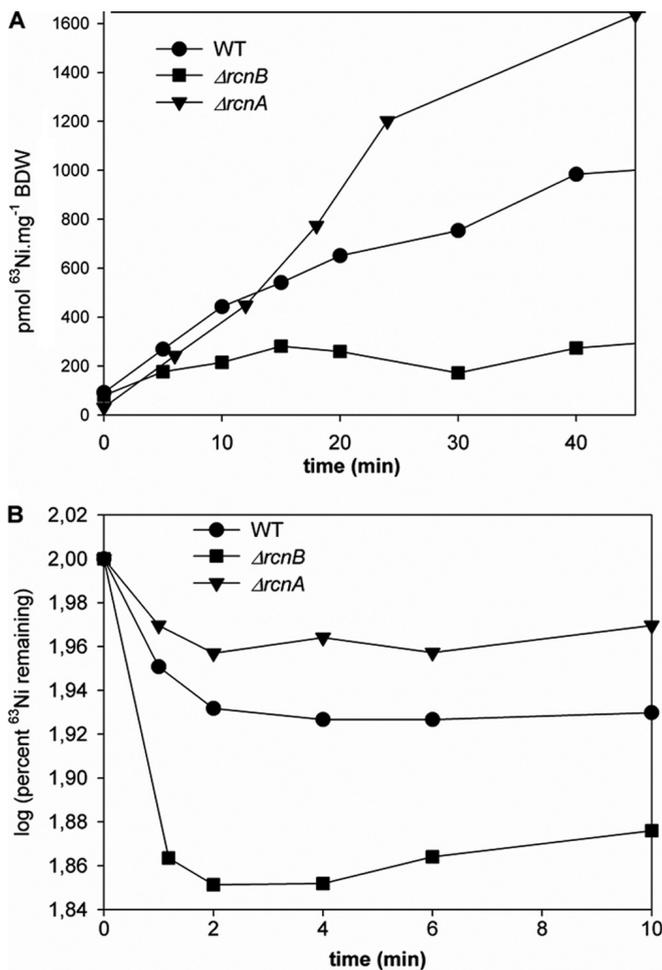 A
1600
1400
1200
1000
800
600
400
200
0
pmol ⁶³Ni.mg⁻¹ BDW
WT
ΔrcnB
ΔrcnA
0 10 20 30 40
time (min)
B
2,02
2,00
1,98
1,96
1,94
1,92
1,90
1,88
1,86
1,84
log (percent ⁶³Ni remaining)
WT
ΔrcnB
ΔrcnA
0 2 4 6 8 10
time (min)